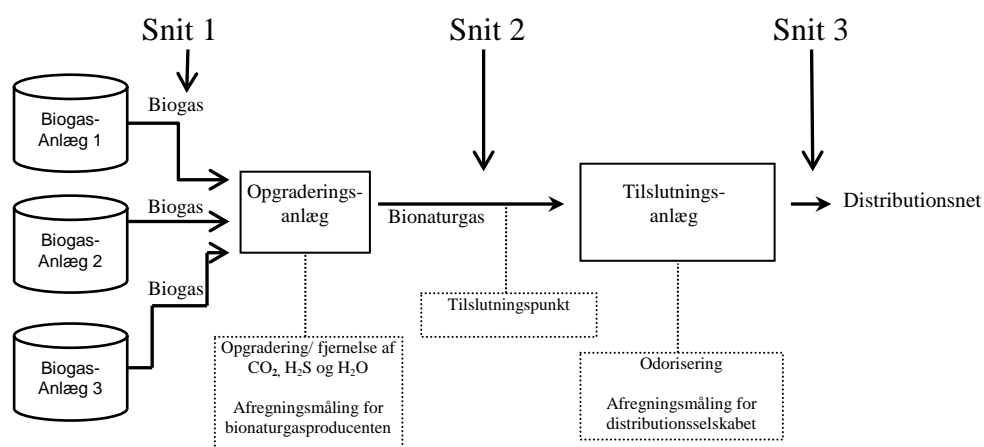 Snit 1
Snit 2
Snit 3
Biogas-
Anlæg 1
Biogas
Biogas-
Anlæg 2
Biogas
Biogas-
Anlæg 3
Biogas
Opgraderings-
anlæg
Bionaturgas
Tilslutnings-
anlæg
Distributionsnet
Opgradering/ fjernelse af
CO₂, H₂S og H₂O
Afregningsmåling for
bionaturgasproducenten
Tilslutningspunkt
Odorisering
Afregningsmåling for
distributionsselskabet